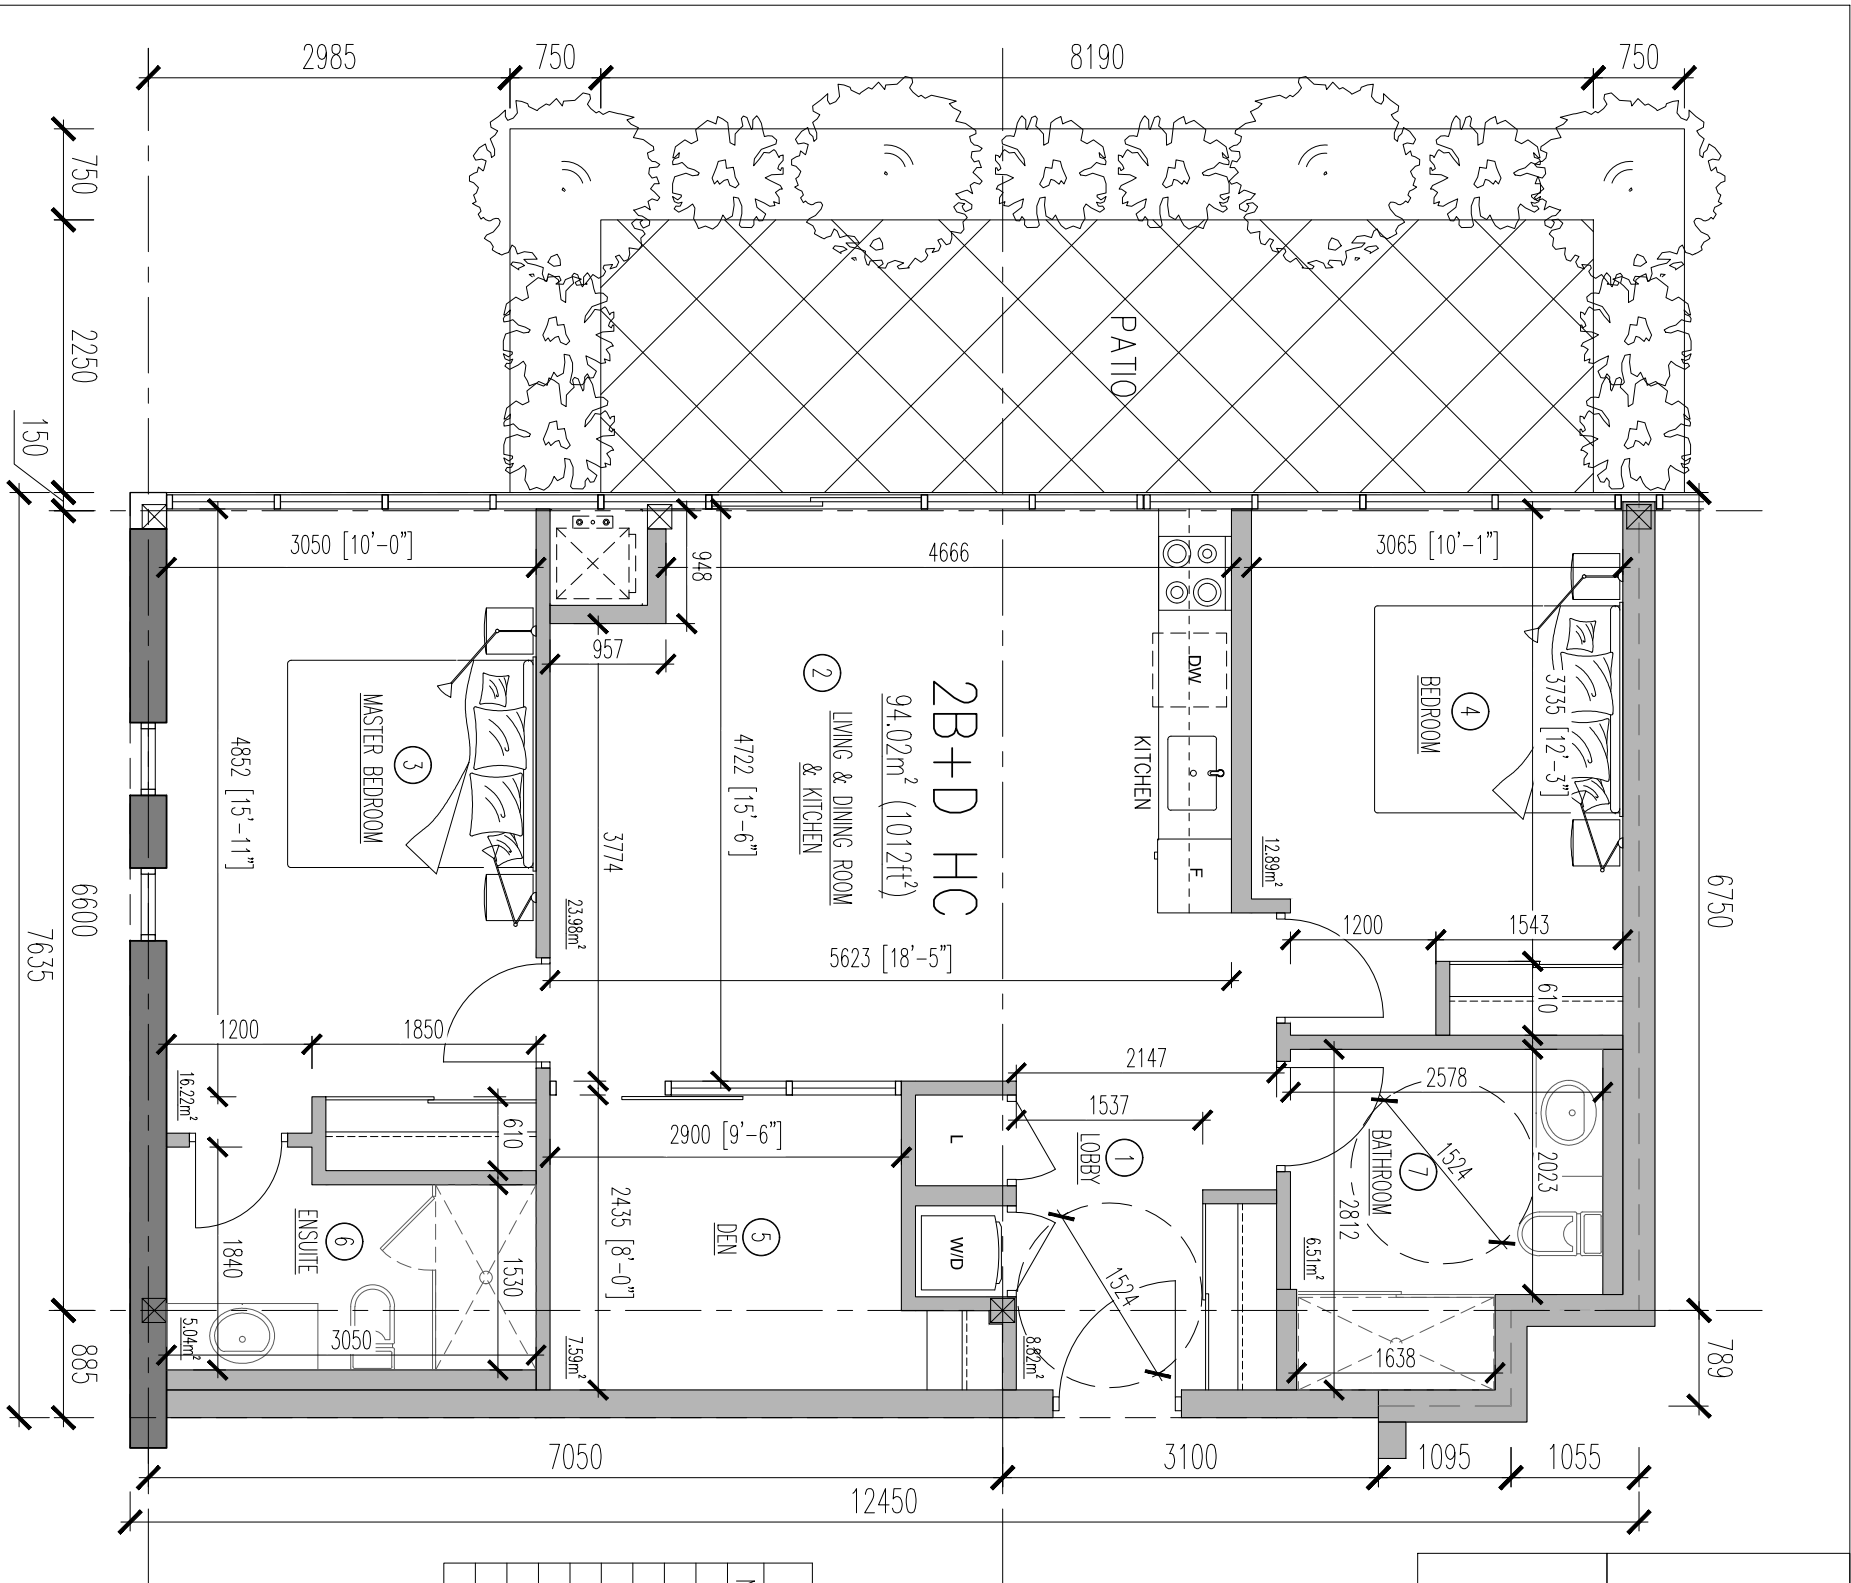 2985
750
8190
750
750
2250
150
6600
7635
885
PATIO
3050 [10'-0"]
948
957
4666
3065 [10'-1"]
3735 [12'-3"]
4
BEDROOM
12.89m²
DW
KITCHEN
F
2B+D HC
94.02m² (1012ft²)
2
LIVING & DINING ROOM
& KITCHEN
4722 [15'-6"]
3774
23.98m²
3
MASTER BEDROOM
4852 [15'-11"]
5623 [18'-5"]
1200
1543
610
6750
1200
1850
16.22m²
610
2147
1537
2578
2023
1524
7
BATHROOM
2812
6.51m²
1638
789
1
LOBBY
1524
8.82m²
L
W/D
2900 [9'-6"]
5
DEN
2435 [8'-0"]
7.59m²
6
ENSUITE
1840
1530
3050
5.04m²
7050
3100
1095
1055
12450